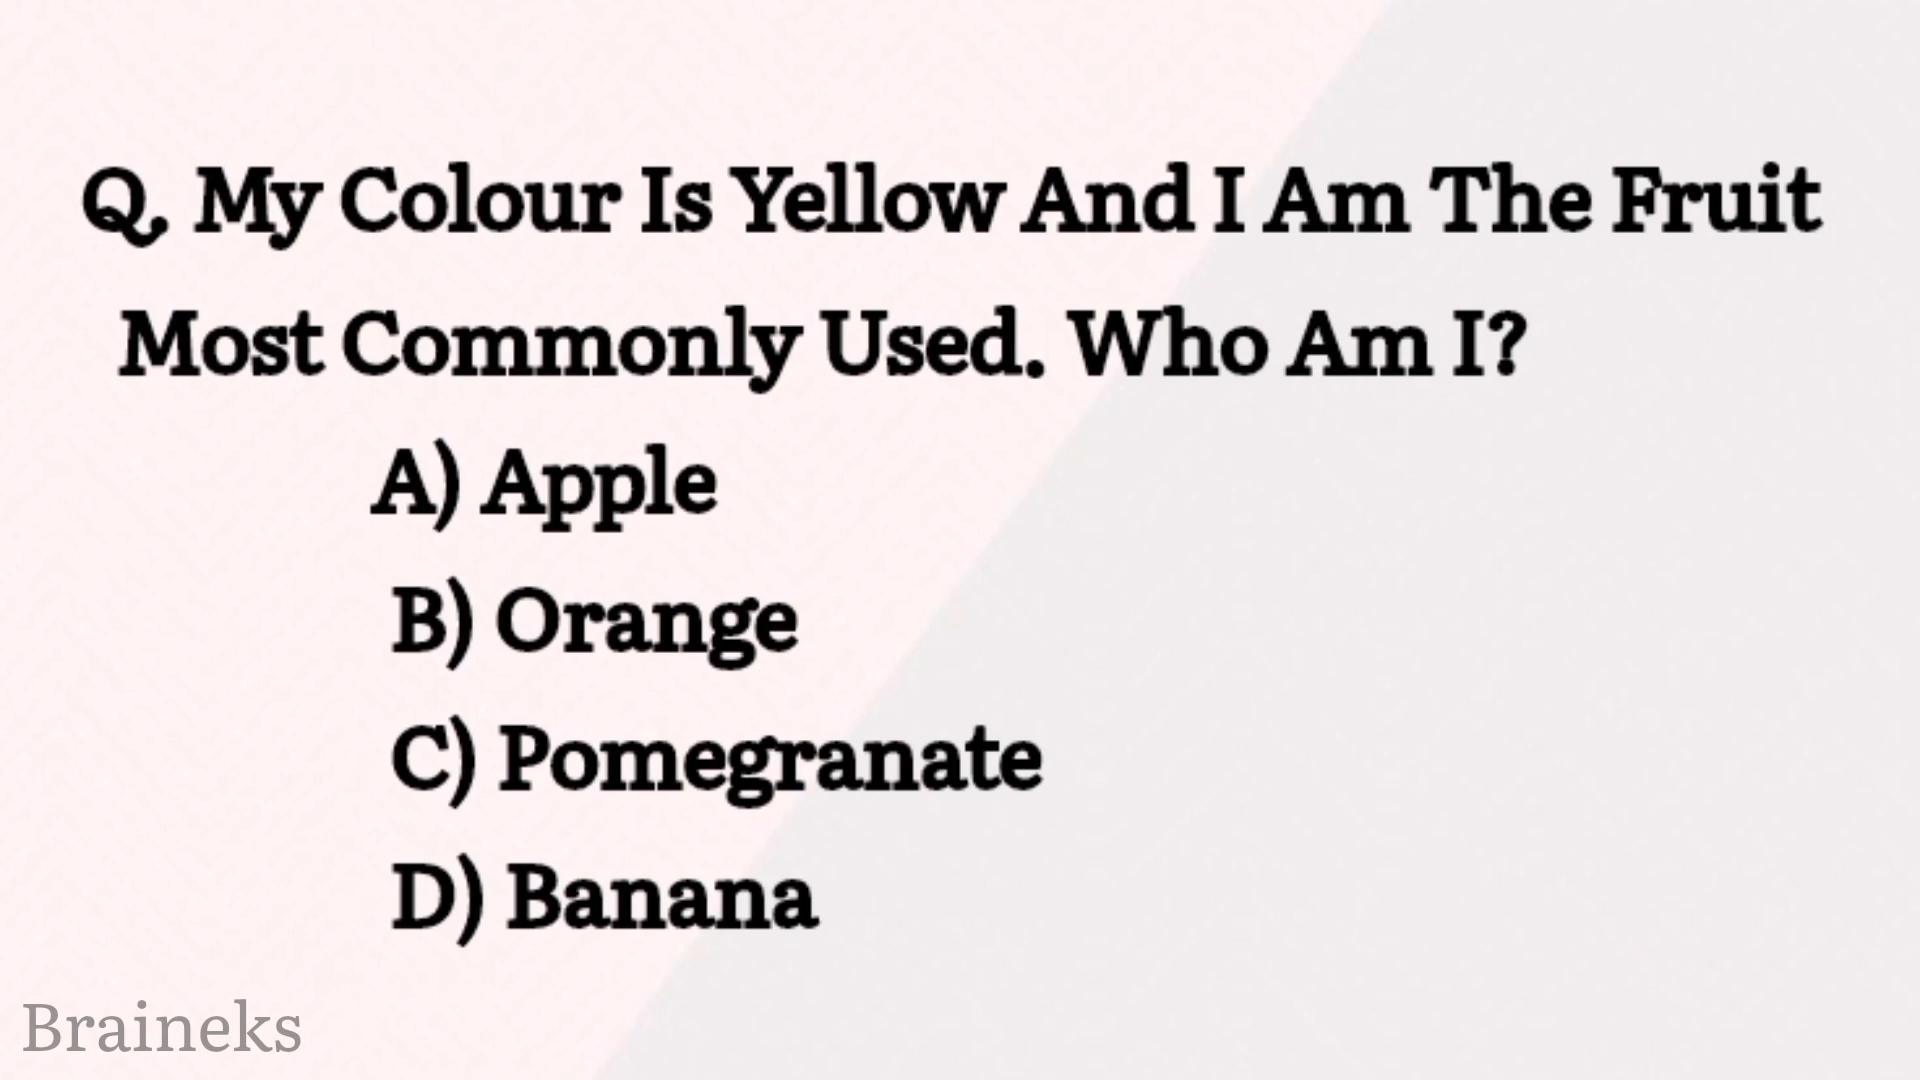 Q. My Colour Is Yellow And I Am The Fruit
Most Commonly Used. Who Am I?
A) Apple
B) Orange
C) Pomegranate
D) Banana
Braineks